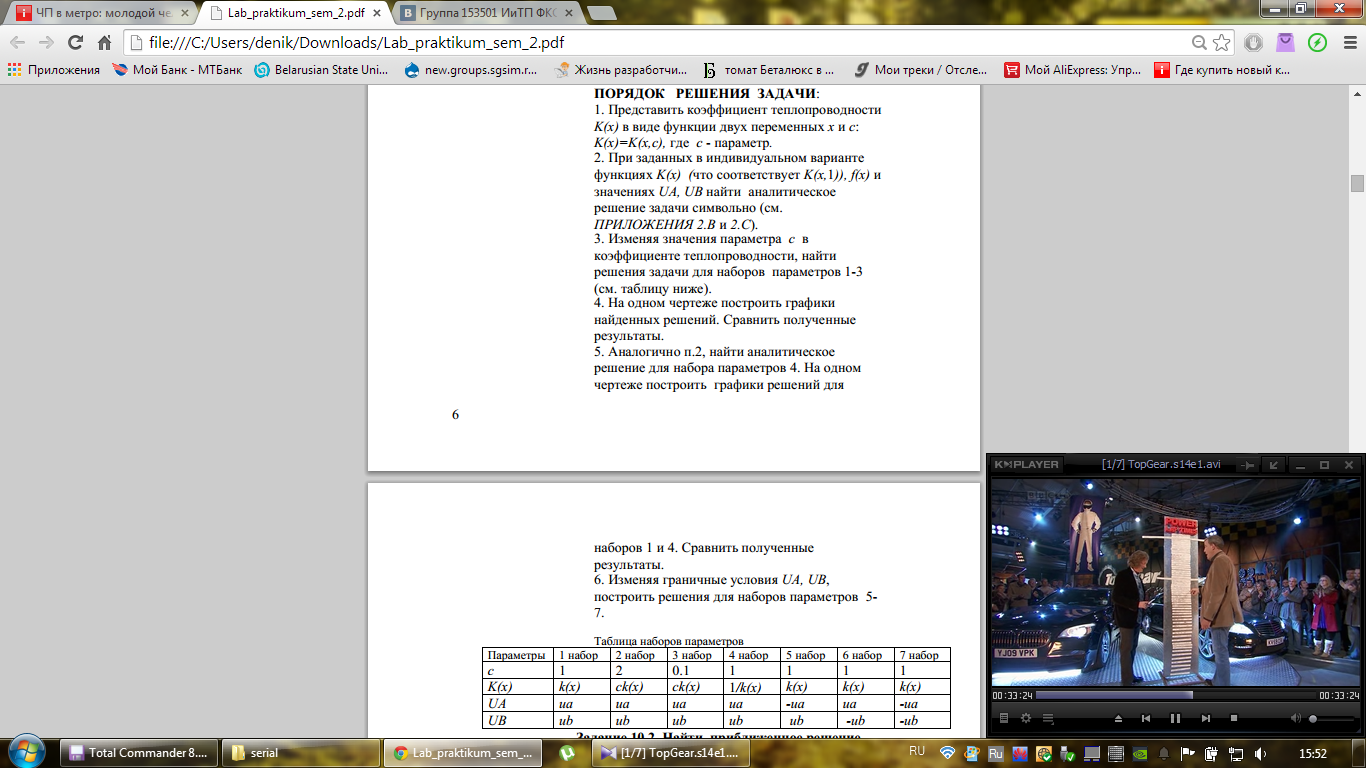 ЧП в метро: молодой че
Lab_praktikum_sem_2.pdf
Группа 153501 ИиТП ФКС
file:///C:/Users/denik/Downloads/Lab_praktikum_sem_2.pdf
Приложения
Мой Банк - МТБанк
Belarusian State Uni...
new.groups.sgsim.r...
Жизнь разработчи...
томат Беталюкс в ...
Мои треки / Отсле...
Мой AliExpress: Упр...
Где купить новый к...
ПОРЯДОК РЕШЕНИЯ ЗАДАЧИ:
1. Представить коэффициент теплопроводности
K(x) в виде функции двух переменных x и c:
K(x)=K(x,c), где c - параметр.
2. При заданных в индивидуальном варианте
функциях K(x) (что соответствует K(x,1)), f(x) и
значениях UA, UB найти аналитическое
решение задачи символьно (см.
ПРИЛОЖЕНИЯ 2.B и 2.C).
3. Изменяя значения параметра c в
коэффициенте теплопроводности, найти
решения задачи для наборов параметров 1-3
(см. таблицу ниже).
4. На одном чертеже построить графики
найденных решений. Сравнить полученные
результаты.
5. Аналогично п.2, найти аналитическое
решение для набора параметров 4. На одном
чертеже построить графики решений для
6
наборов 1 и 4. Сравнить полученные
результаты.
6. Изменяя граничные условия UA, UB,
построить решения для наборов параметров 5-
7.
Таблица наборов параметров
Параметры 1 набор 2 набор 3 набор 4 набор 5 набор 6 набор 7 набор
c 1 2 0.1 1 1 1 1
K(x) k(x) ck(x) ck(x) 1/k(x) k(x) k(x) k(x)
UA ua ua ua ua -ua ua -ua
UB ub ub ub ub ub -ub -ub
Задание 10.2. Найти приближенное решение
KMPLAYER
[1/7] TopGear.s14e1.avi
POWER
YJ09 VPK
00:33:24
00:33:24
Total Commander 8....
serial
Lab_praktikum_sem_...
[1/7] TopGear.s14e1....
RU
Ru
15:52